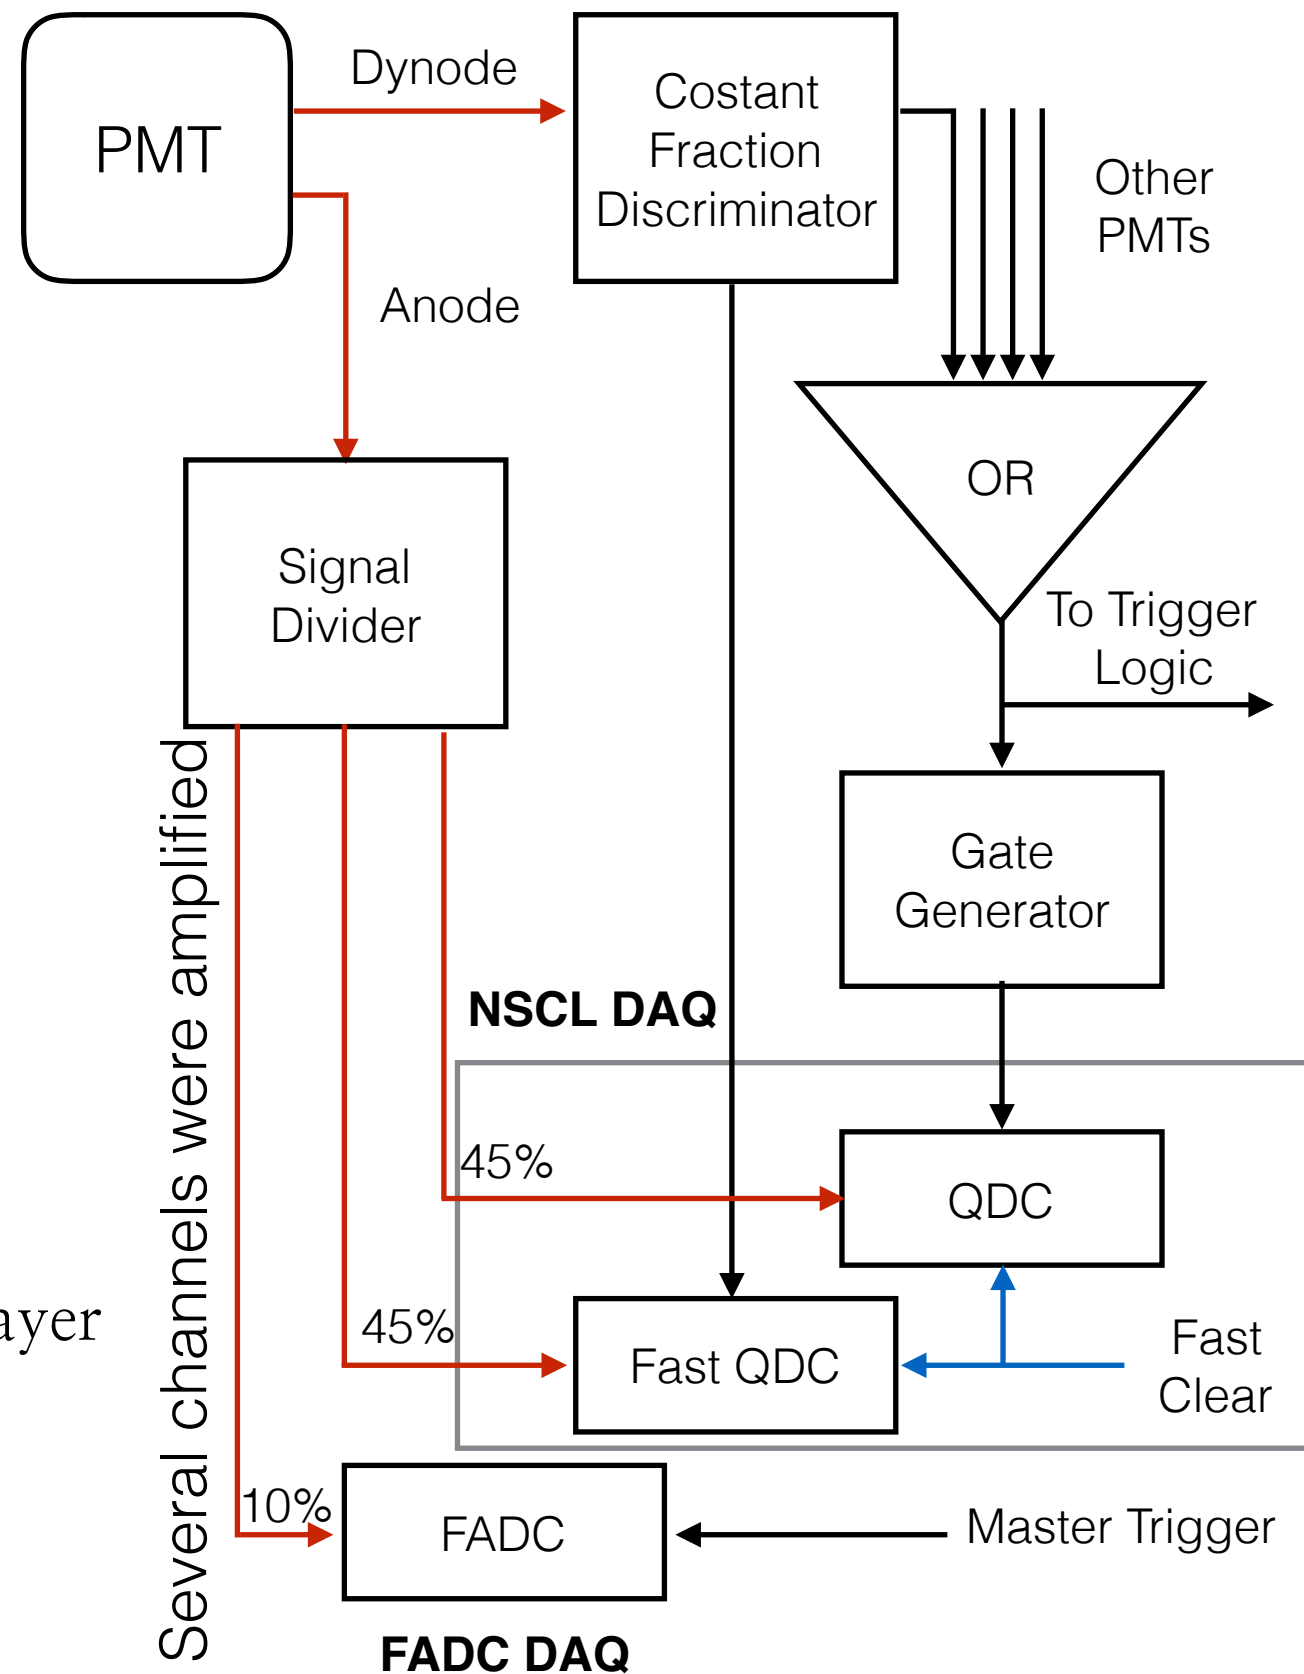 Dynode
PMT
Costant
Fraction
Discriminator
Other
PMTs
Anode
OR
Signal
Divider
To Trigger
Logic
Several channels were amplified
Gate
Generator
NSCL DAQ
45%
QDC
ayer
45%
Fast QDC
Fast
Clear
10%
FADC
Master Trigger
FADC DAQ